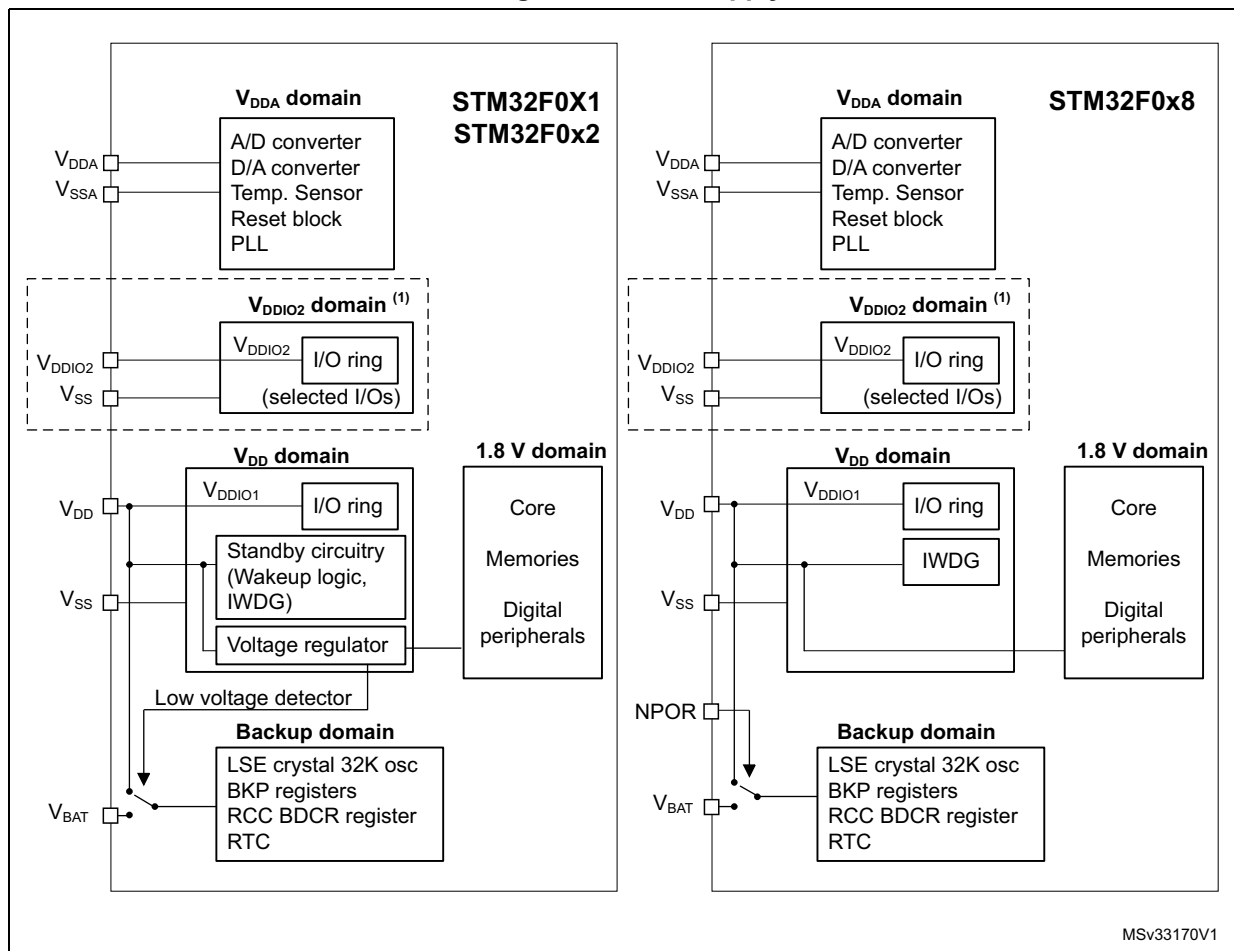 STM32F0X1
STM32F0x2
VDDA domain
A/D converter
D/A converter
Temp. Sensor
Reset block
PLL
VDDA
VSSA
VDDIO2 domain (1)
VDDIO2
I/O ring
(selected I/Os)
VDDIO2
VSS
VDD domain
1.8 V domain
VDDIO1
I/O ring
VDD
Standby circuitry
(Wakeup logic,
IWDG)
VSS
Voltage regulator
Core
Memories
Digital
peripherals
Low voltage detector
Backup domain
LSE crystal 32K osc
BKP registers
RCC BDCR register
RTC
VBAT
STM32F0x8
VDDA domain
A/D converter
D/A converter
Temp. Sensor
Reset block
PLL
VDDA
VSSA
VDDIO2 domain (1)
VDDIO2
I/O ring
(selected I/Os)
VDDIO2
VSS
VDD domain
1.8 V domain
VDDIO1
I/O ring
VDD
IWDG
VSS
Core
Memories
Digital
peripherals
NPOR
Backup domain
LSE crystal 32K osc
BKP registers
RCC BDCR register
RTC
VBAT
MSv33170V1